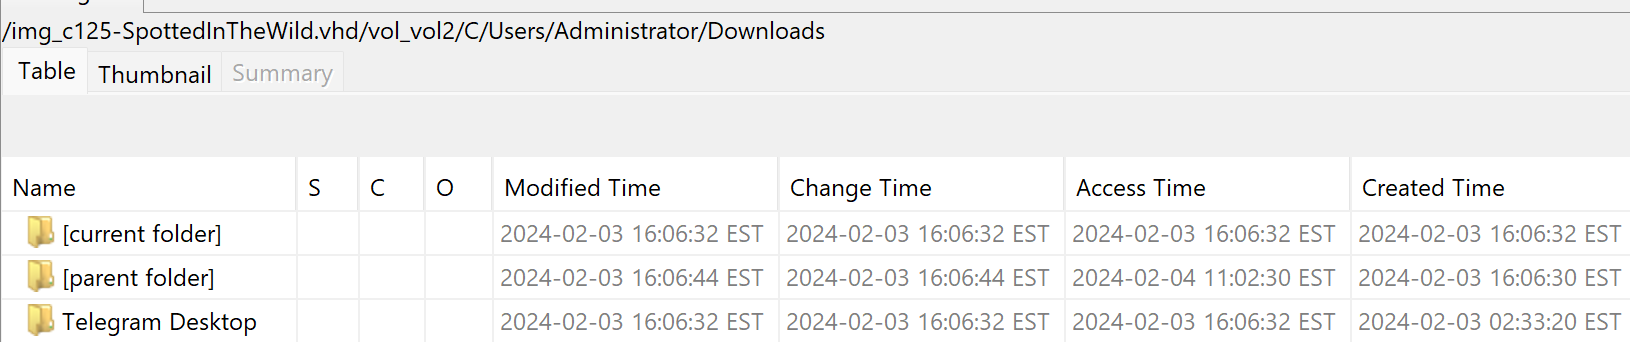 /img_c125-SpottedInTheWild.vhd/vol_vol2/C/Users/Administrator/Downloads
Table Thumbnail Summary
Name S C O Modified Time Change Time Access Time Created Time
[current folder] 2024-02-03 16:06:32 EST 2024-02-03 16:06:32 EST 2024-02-03 16:06:32 EST 2024-02-03 16:06:32 EST
[parent folder] 2024-02-03 16:06:44 EST 2024-02-03 16:06:44 EST 2024-02-04 11:02:30 EST 2024-02-03 16:06:30 EST
Telegram Desktop 2024-02-03 16:06:32 EST 2024-02-03 16:06:32 EST 2024-02-03 16:06:32 EST 2024-02-03 02:33:20 EST